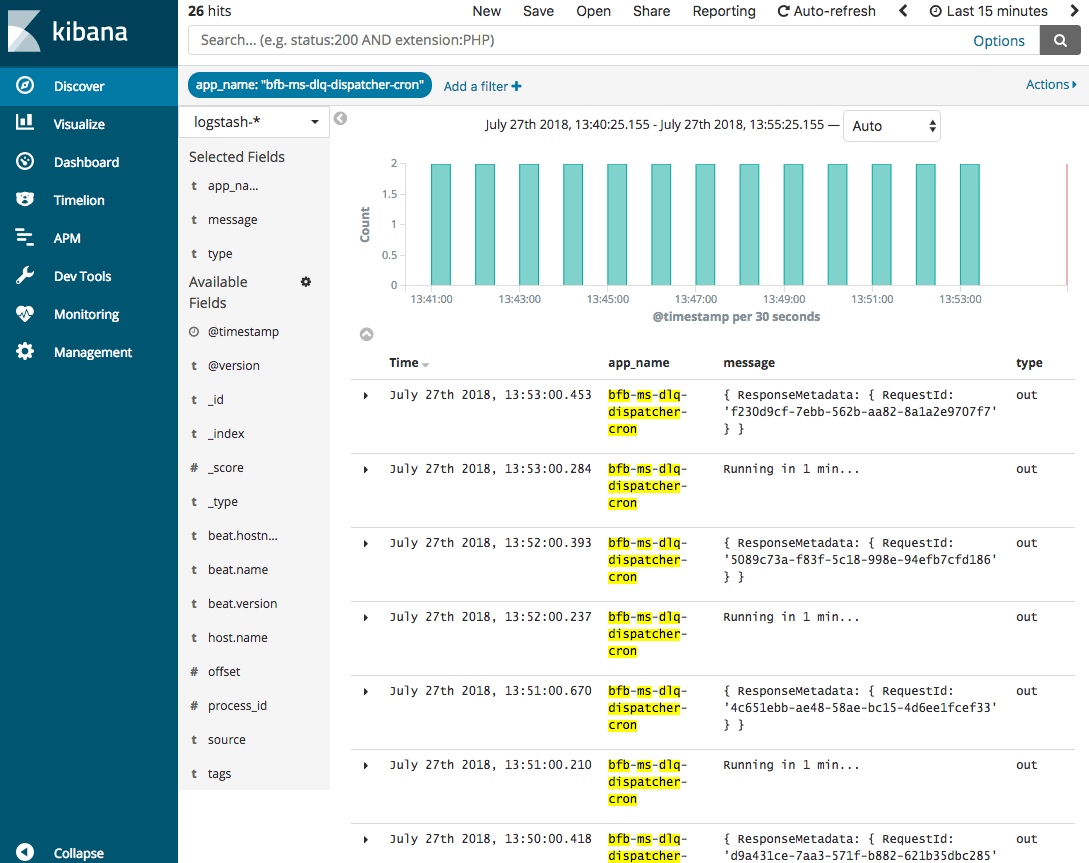 kibana
Discover
Visualize
Dashboard
Timelion
APM
Dev Tools
Monitoring
Management
Collapse
26 hits
New Save Open Share Reporting Auto-refresh Last 15 minutes
Search... (e.g. status:200 AND extension:PHP) Options
app_name: "bfb-ms-dlq-dispatcher-cron" Add a filter + Actions
logstash-*
Selected Fields
t app_na...
t message
t type
Available
Fields
@timestamp
t @version
t _id
t _index
# _score
t _type
t beat.hostn...
t beat.name
t beat.version
t host.name
# offset
# process_id
t source
t tags
July 27th 2018, 13:40:25.155 - July 27th 2018, 13:55:25.155 — Auto
Count
2
1.5
1
0.5
0
13:41:00 13:43:00 13:45:00 13:47:00 13:49:00 13:51:00 13:53:00
@timestamp per 30 seconds
Time app_name message type
July 27th 2018, 13:53:00.453 bfb-ms-dlq- { ResponseMetadata: { RequestId: out
dispatcher- 'f230d9cf-7ebb-562b-aa82-8a1a2e9707f7'
cron } }
July 27th 2018, 13:53:00.284 bfb-ms-dlq- Running in 1 min... out
dispatcher-
cron
July 27th 2018, 13:52:00.393 bfb-ms-dlq- { ResponseMetadata: { RequestId: out
dispatcher- '5089c73a-f83f-5c18-998e-94efb7cfd186'
cron } }
July 27th 2018, 13:52:00.237 bfb-ms-dlq- Running in 1 min... out
dispatcher-
cron
July 27th 2018, 13:51:00.670 bfb-ms-dlq- { ResponseMetadata: { RequestId: out
dispatcher- '4c651ebb-ae48-58ae-bc15-4d6ee1fcef33'
cron } }
July 27th 2018, 13:51:00.210 bfb-ms-dlq- Running in 1 min... out
dispatcher-
cron
July 27th 2018, 13:50:00.418 bfb-ms-dlq- { ResponseMetadata: { RequestId: out
dispatcher- 'd9a431ce-7aa3-571f-b882-621b35dbc285'